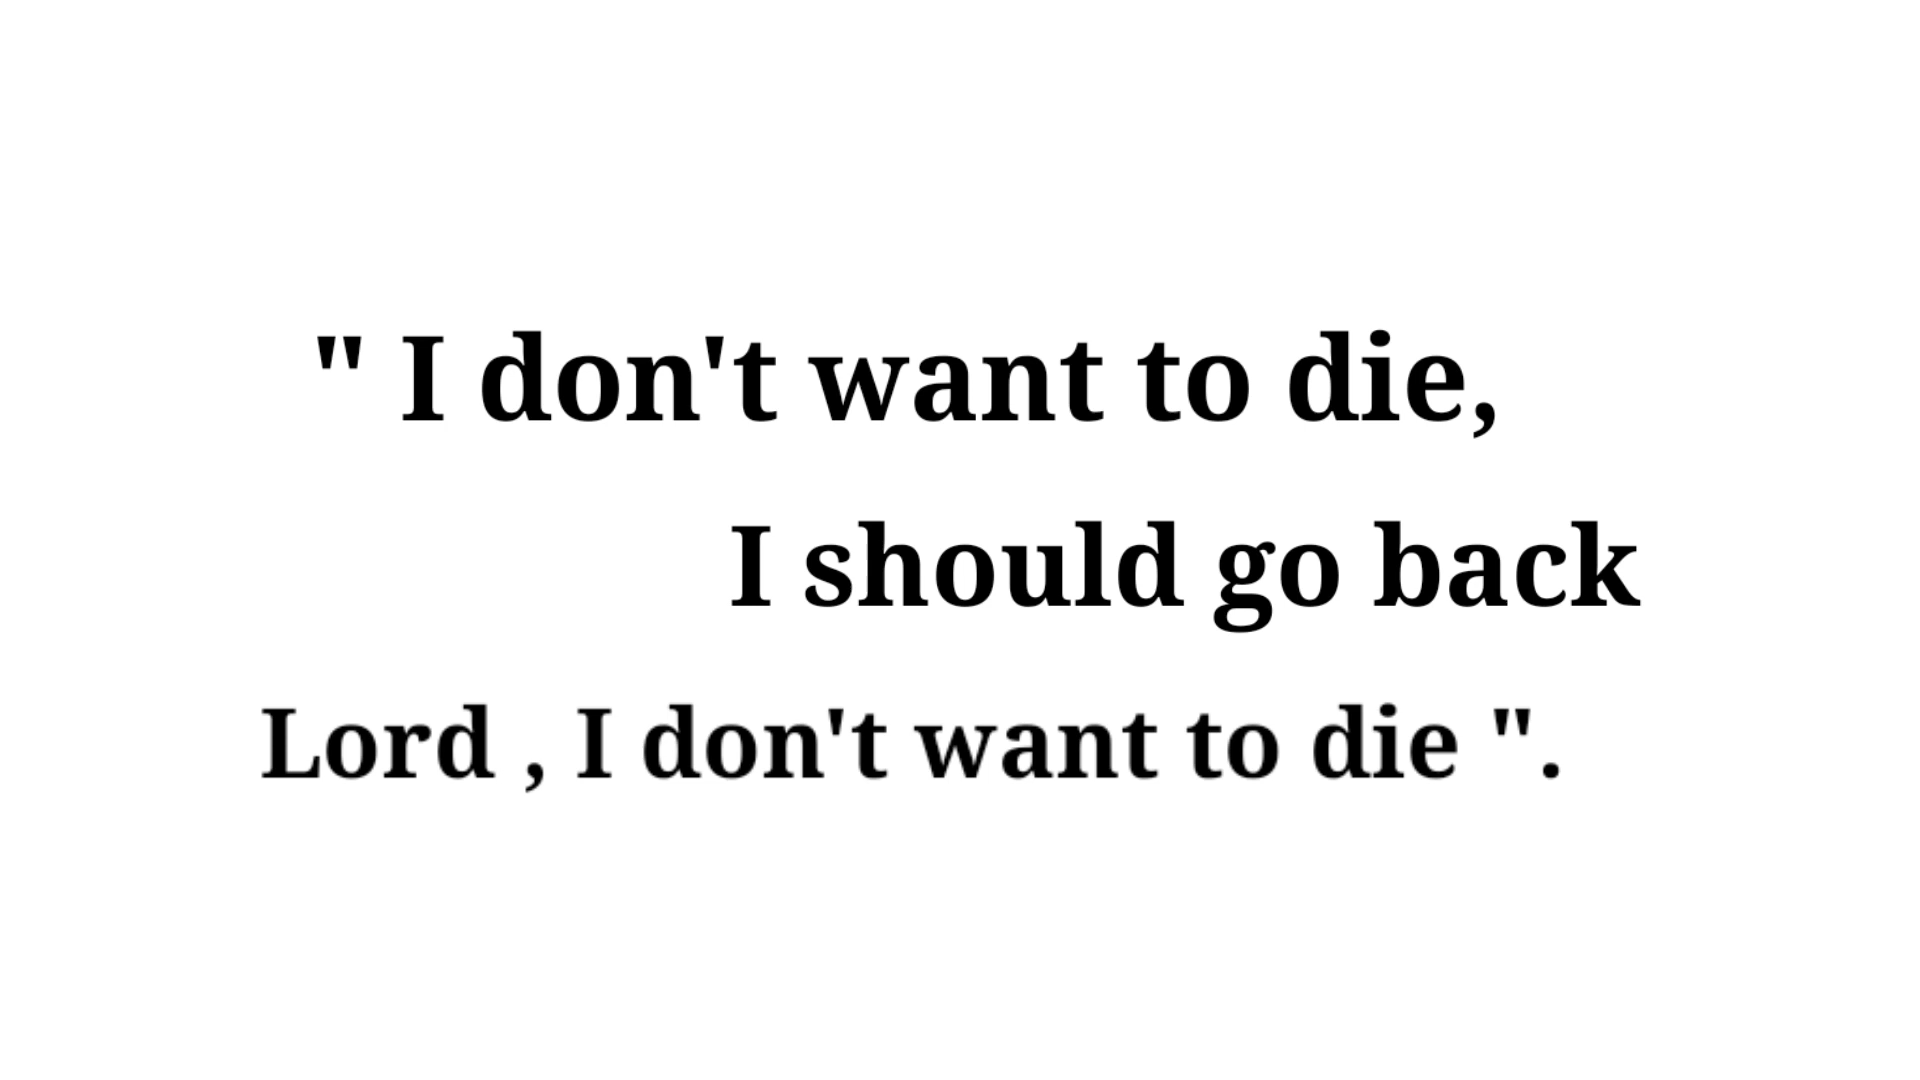 " I don't want to die,
I should go back
Lord , I don't want to die ".